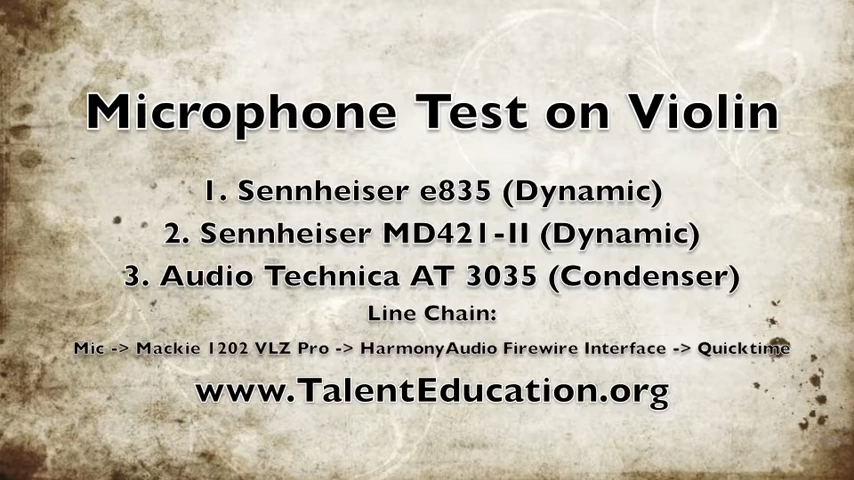 Microphone Test on Violin
1. Sennheiser e835 (Dynamic)
2. Sennheiser MD421-II (Dynamic)
3. Audio Technica AT 3035 (Condenser)
Line Chain:
Mic -> Mackie 1202 VLZ Pro -> HarmonyAudio Firewire Interface -> Quicktime
www.TalentEducation.org